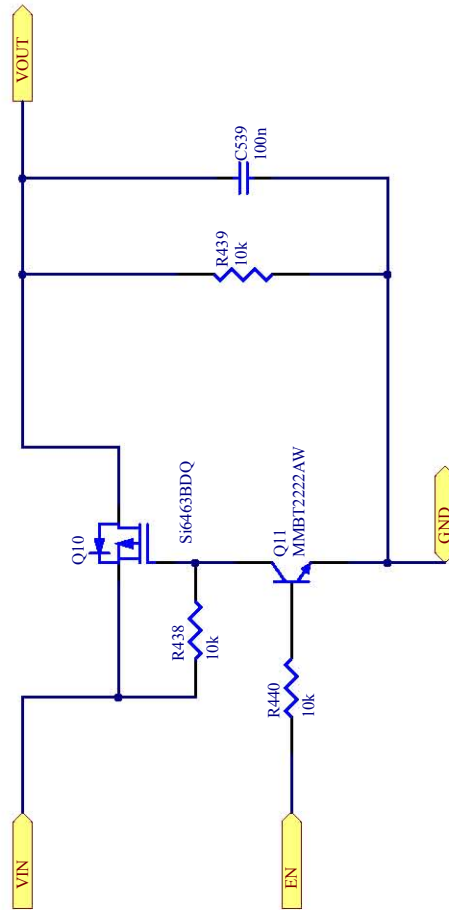 VIN
VOUT
Q10
Si6463BDQ
R438
10k
R439
10k
C539
100n
EN
R440
10k
Q11
MMBT2222AW
GND